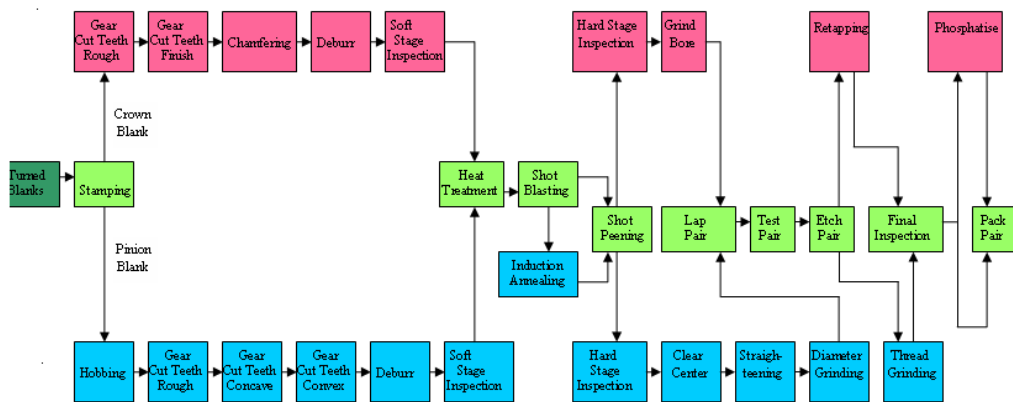 Gear
Cut Teeth
Rough
Gear
Cut Teeth
Finish
Chamfering
Deburr
Soft
Stage
Inspection
Hard Stage
Inspection
Grind
Bore
Retapping
Phosphatise
Crown
Blank
Turned
Blanks
Stamping
Heat
Treatment
Shot
Blasting
Shot
Peening
Lap
Pair
Test
Pair
Etch
Pair
Final
Inspection
Pack
Pair
Pinion
Blank
Induction
Annealing
Hobbing
Gear
Cut Teeth
Rough
Gear
Cut Teeth
Concave
Gear
Cut Teeth
Convex
Deburr
Soft
Stage
Inspection
Hard
Stage
Inspection
Clear
Center
Straigh-
teening
Diameter
Grinding
Thread
Grinding